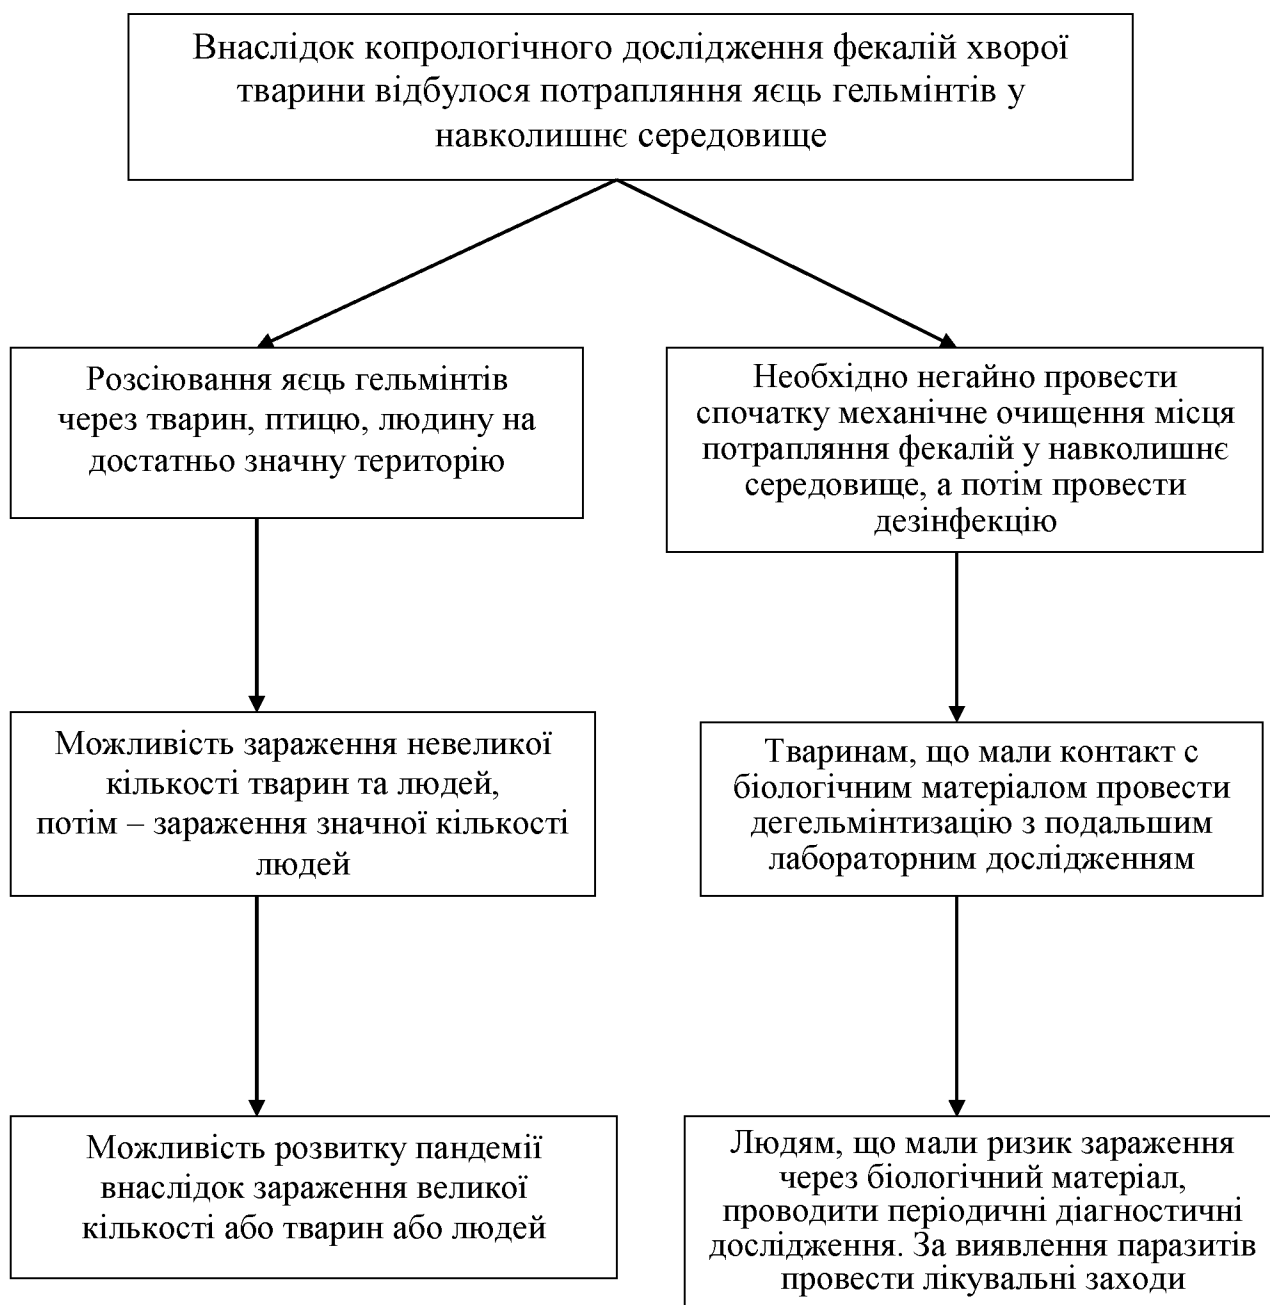 Внаслідок копрологічного дослідження фекалій хворої
тварини відбулося потрапляння яєць гельмінтів у
навколишнє середовище
Розсіювання яєць гельмінтів
через тварин, птицю, людину на
достатньо значну територію
Необхідно негайно провести
спочатку механічне очищення місця
потрапляння фекалій у навколишнє
середовище, а потім провести
дезінфекцію
Можливість зараження невеликої
кількості тварин та людей,
потім – зараження значної кількості
людей
Тваринам, що мали контакт с
біологічним матеріалом провести
дегельмінтизацію з подальшим
лабораторним дослідженням
Можливість розвитку пандемії
внаслідок зараження великої
кількості або тварин або людей
Людям, що мали ризик зараження
через біологічний матеріал,
проводити періодичні діагностичні
дослідження. За виявлення паразитів
провести лікувальні заходи